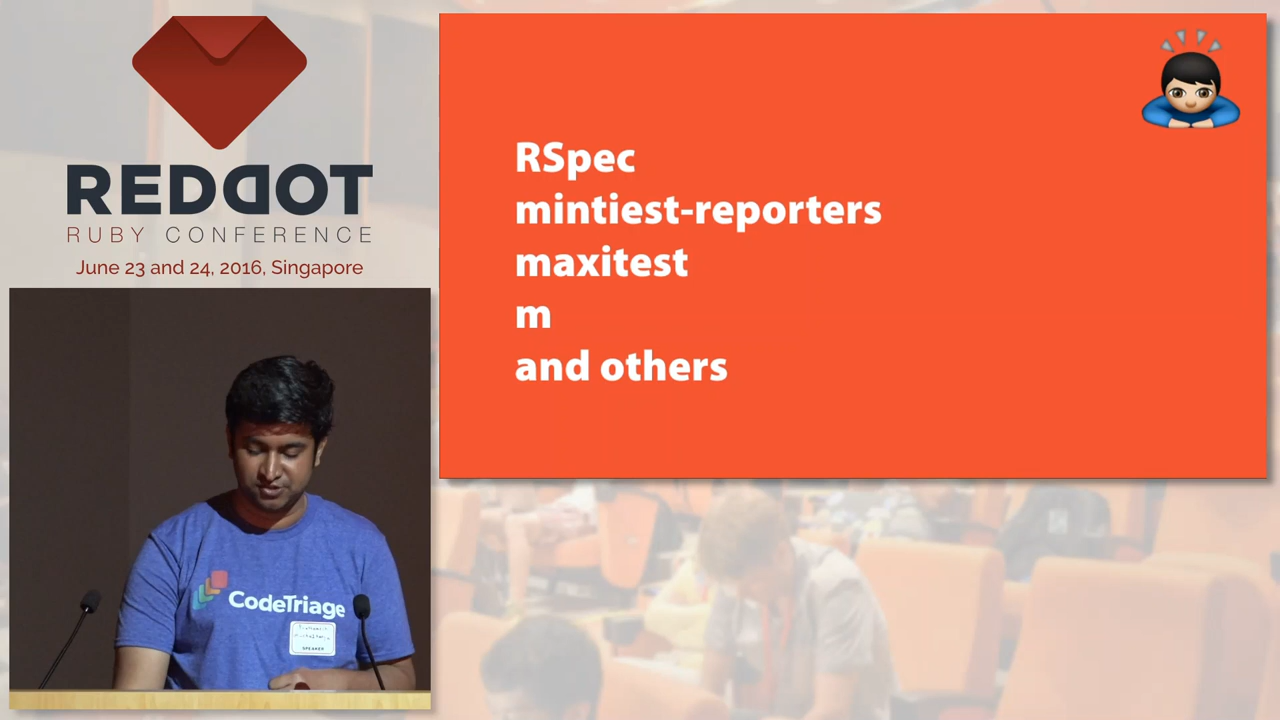 REDDOT
RUBY CONFERENCE
June 23 and 24, 2016, Singapore
RSpec
mintiest-reporters
maxitest
m
and others
CodeTriage
SPEAKER